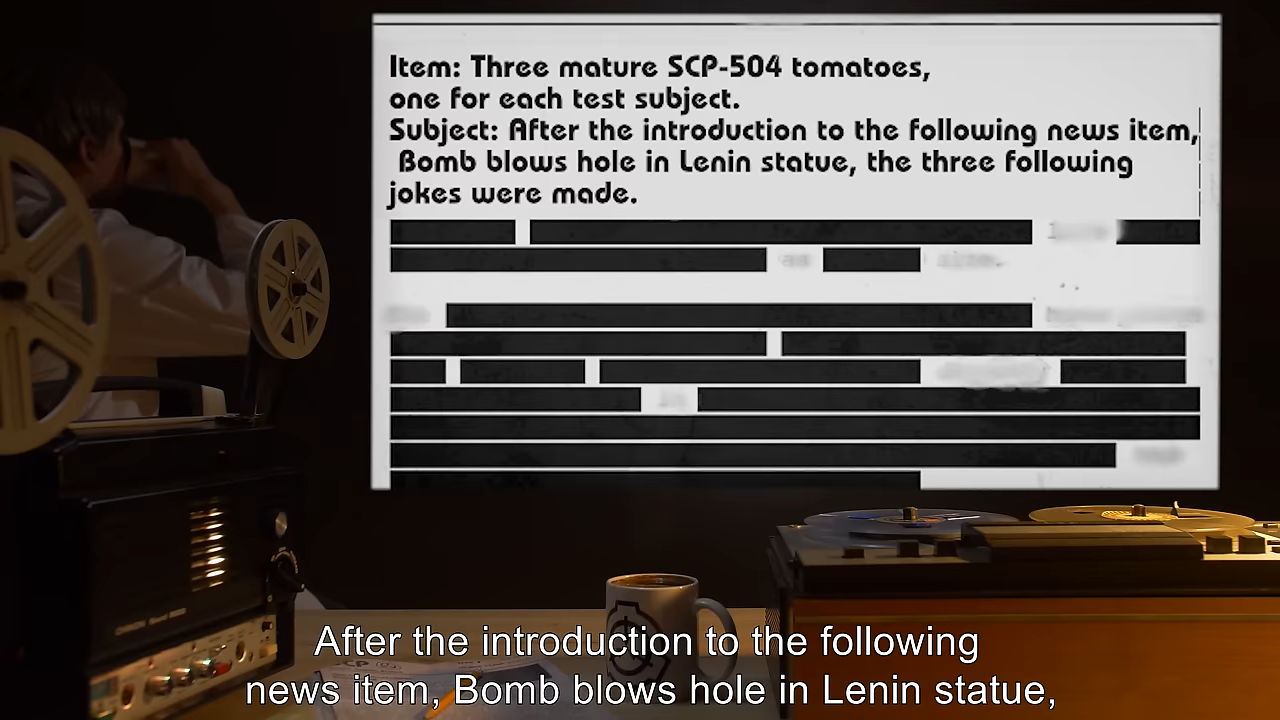 Item: Three mature SCP-504 tomatoes,
one for each test subject.
Subject: After the introduction to the following news item,
Bomb blows hole in Lenin statue, the three following
jokes were made.
After the introduction to the following
news item, Bomb blows hole in Lenin statue,